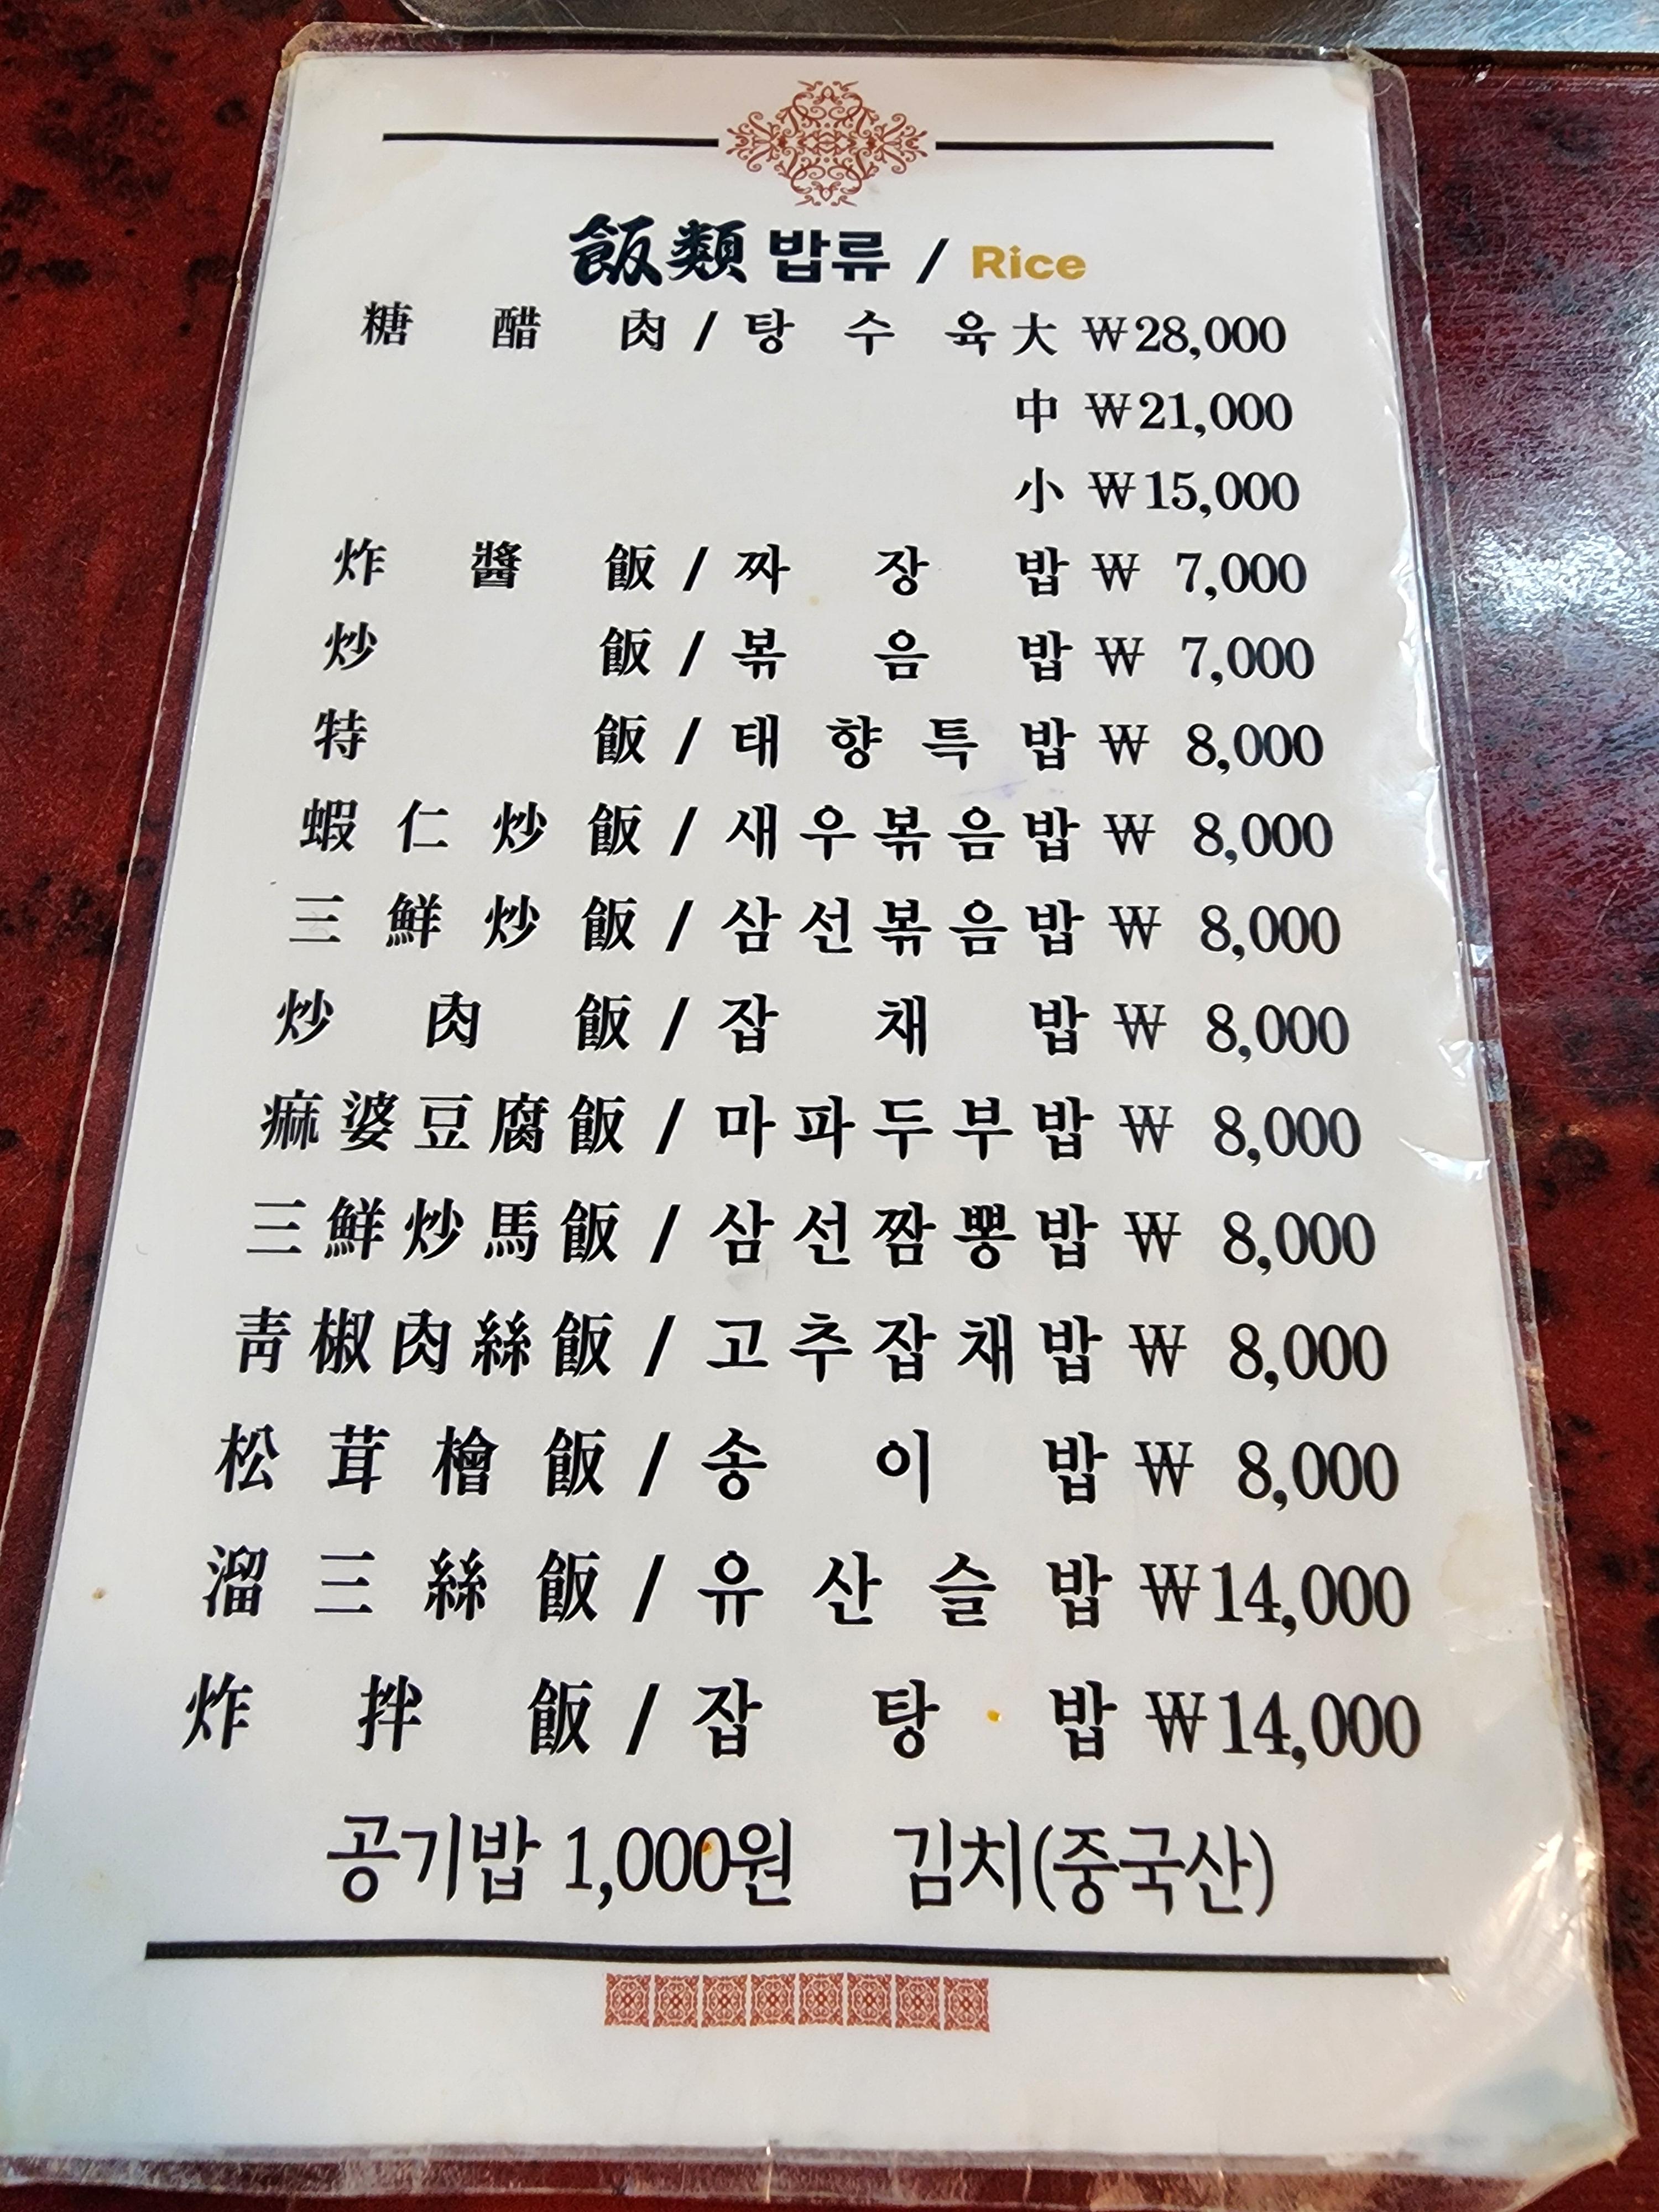 飯類 밥류 / Rice
糖醋肉 / 탕수육 大 ₩28,000
中 ₩21,000
小 ₩15,000
炸醬飯 / 짜장밥 ₩ 7,000
炒飯 / 볶음밥 ₩ 7,000
特飯 / 태향특밥 ₩ 8,000
蝦仁炒飯 / 새우볶음밥 ₩ 8,000
三鮮炒飯 / 삼선볶음밥 ₩ 8,000
炒肉飯 / 잡채밥 ₩ 8,000
痲婆豆腐飯 / 마파두부밥 ₩ 8,000
三鮮炒馬飯 / 삼선짬뽕밥 ₩ 8,000
靑椒肉絲飯 / 고추잡채밥 ₩ 8,000
松茸檜飯 / 송이밥 ₩ 8,000
溜三絲飯 / 유산슬밥 ₩14,000
炸拌飯 / 잡탕밥 ₩14,000
공기밥 1,000원 김치(중국산)